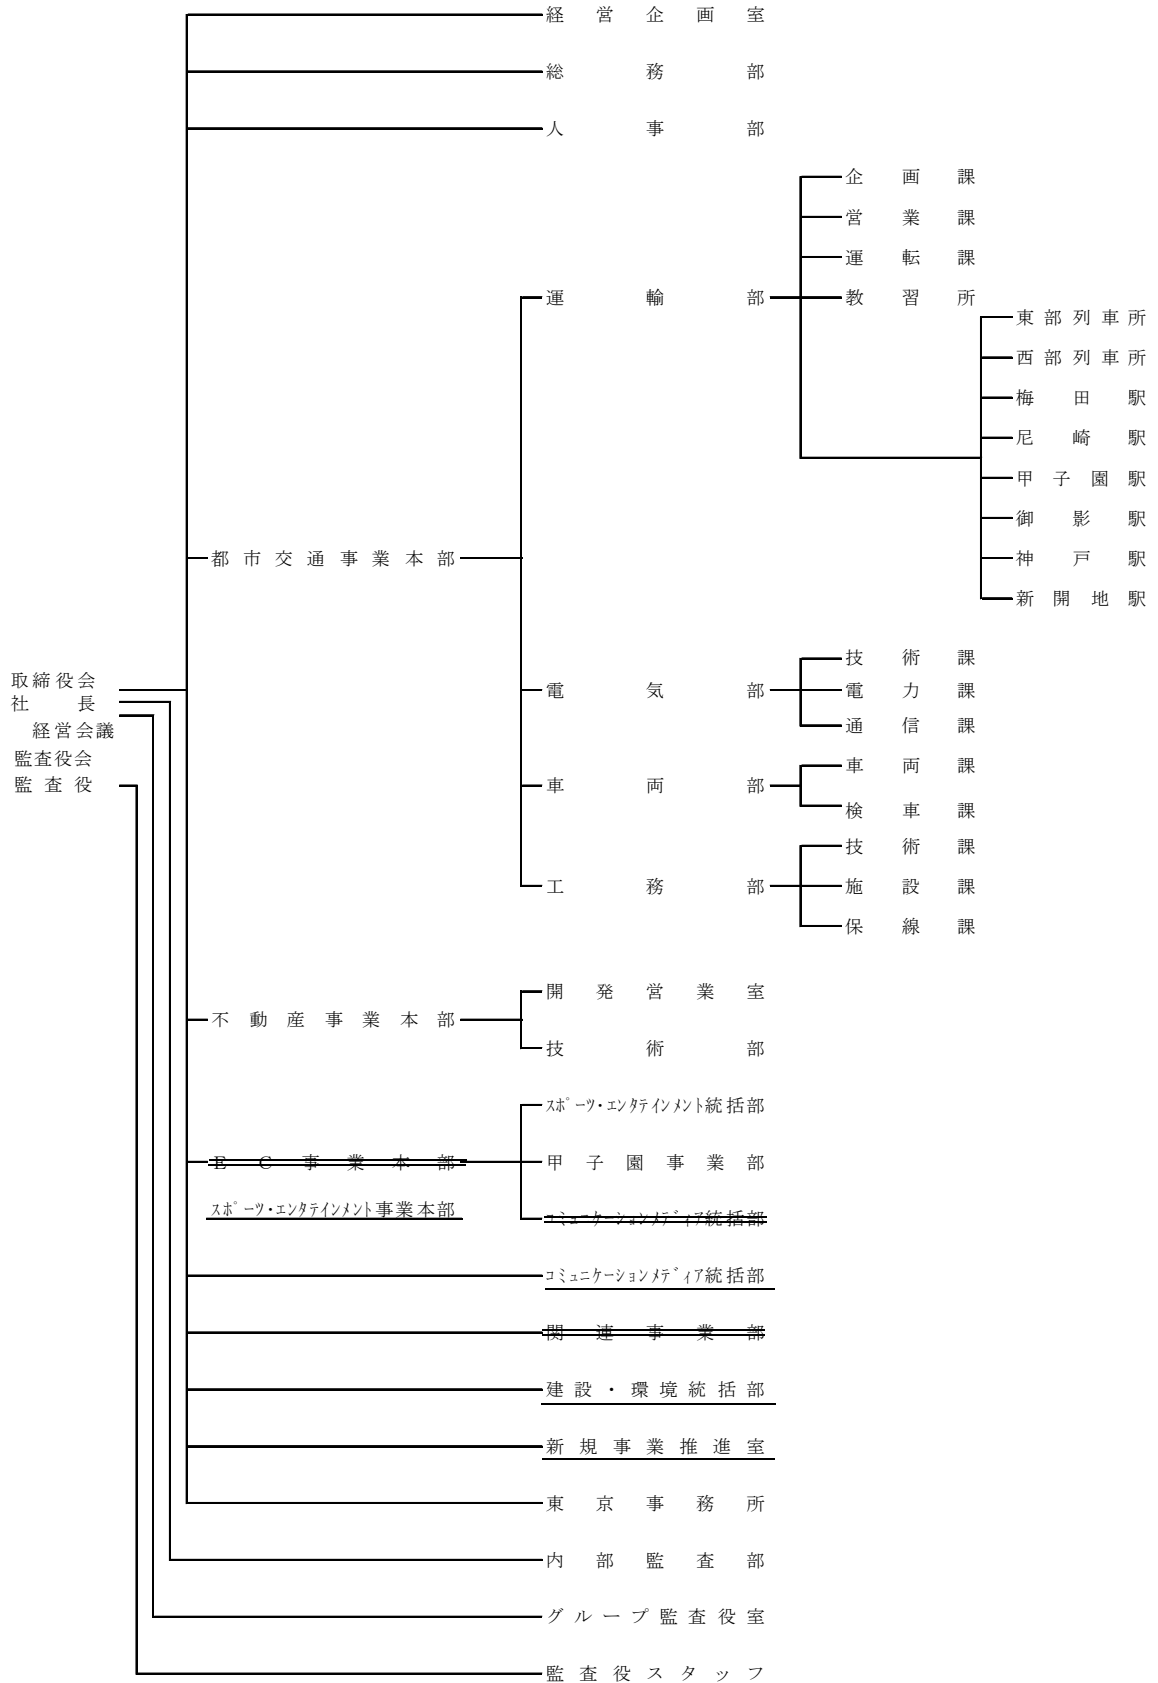 経営企画室
総務部
人事部
企画課
営業課
運転課
運輸部
教習所
東部列車所
西部列車所
梅田駅
尼崎駅
甲子園駅
御影駅
神戸駅
新開地駅
都市交通事業本部
技術課
電気部
電力課
通信課
取締役会
社長
経営会議
監査役会
監査役
車両課
車両部
検車課
技術課
工務部
施設課
保線課
開発営業室
不動産事業本部
技術部
スポーツ・エンタテインメント統括部
EC事業本部
甲子園事業部
スポーツ・エンタテインメント事業本部
コミュニケーションメディア統括部
コミュニケーションメディア統括部
関連事業部
建設・環境統括部
新規事業推進室
東京事務所
内部監査部
グループ監査役室
監査役スタッフ